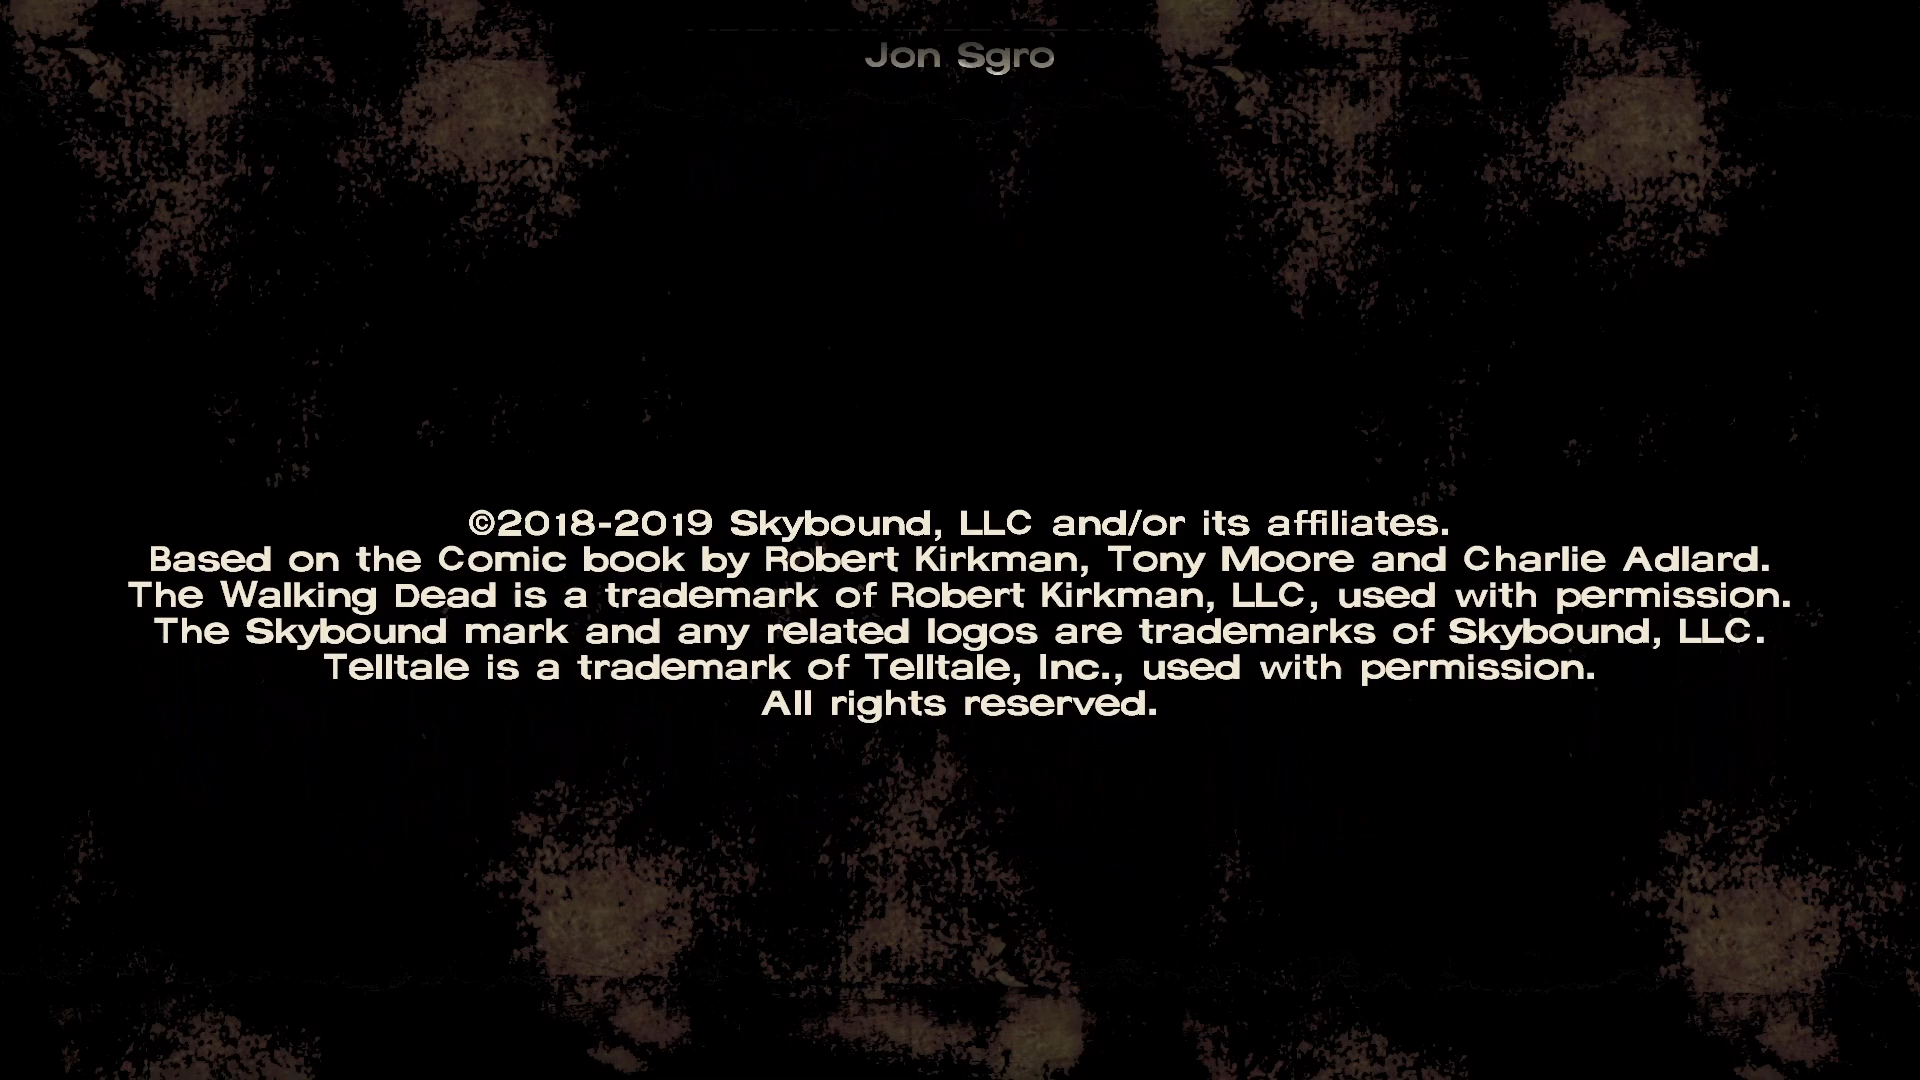 Jon Sgro
©2018-2019 Skybound, LLC and/or its affiliates.
Based on the Comic book by Robert Kirkman, Tony Moore and Charlie Adlard.
The Walking Dead is a trademark of Robert Kirkman, LLC, used with permission.
The Skybound mark and any related logos are trademarks of Skybound, LLC.
Telltale is a trademark of Telltale, Inc., used with permission.
All rights reserved.